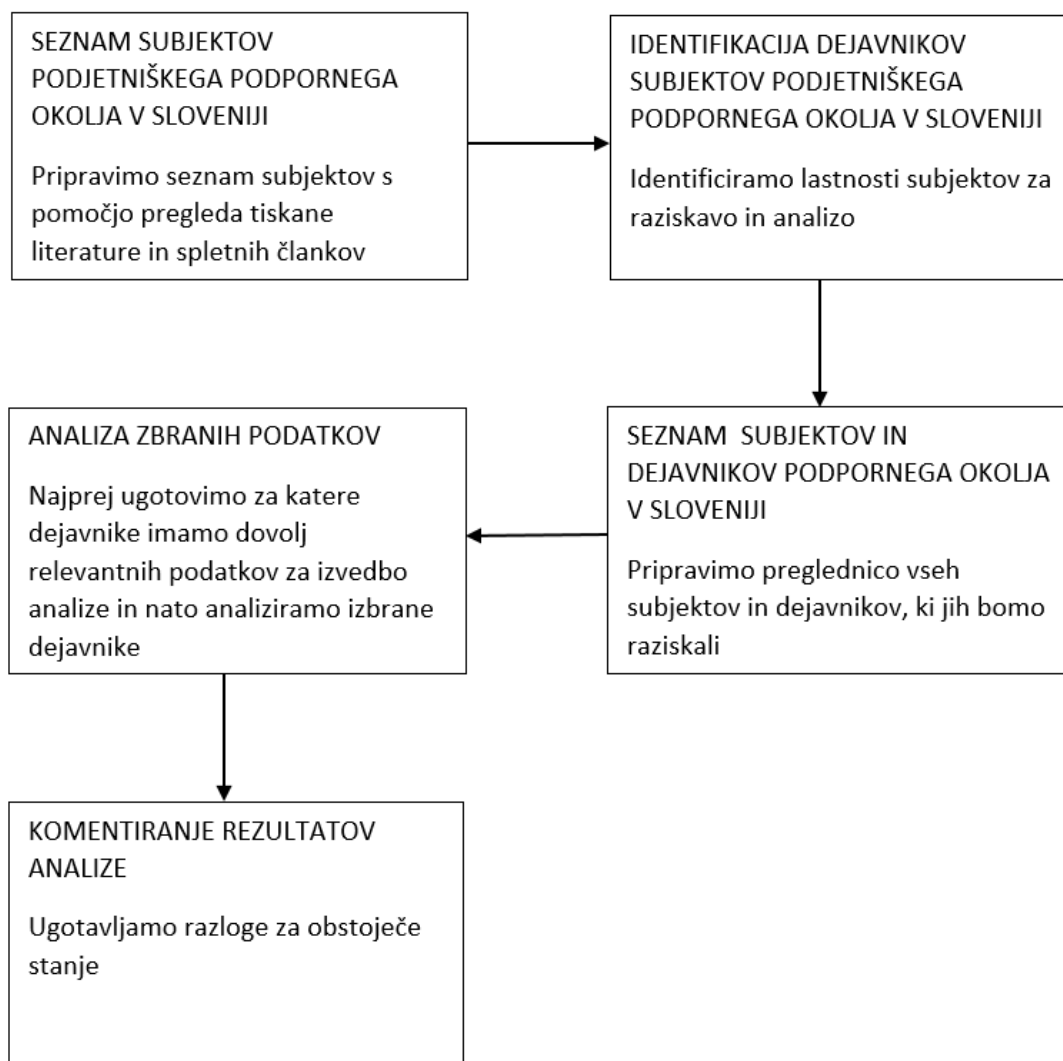 SEZNAM SUBJEKTOV
PODJETNIŠKEGA PODPORNEGA
OKOLJA V SLOVENIJI
Pripravimo seznam subjektov s
pomočjo pregleda tiskane
literature in spletnih člankov
IDENTIFIKACIJA DEJAVNIKOV
SUBJEKTOV PODJETNIŠKEGA
PODPORNEGA OKOLJA V SLOVENIJI
Identificiramo lastnosti subjektov za
raziskavo in analizo
SEZNAM  SUBJEKTOV IN
DEJAVNIKOV PODPORNEGA OKOLJA
V SLOVENIJI
Pripravimo preglednico vseh
subjektov in dejavnikov, ki jih bomo
raziskali
ANALIZA ZBRANIH PODATKOV
Najprej ugotovimo za katere
dejavnike imamo dovolj
relevantnih podatkov za izvedbo
analize in nato analiziramo izbrane
dejavnike
KOMENTIRANJE REZULTATOV
ANALIZE
Ugotavljamo razloge za obstoječe
stanje